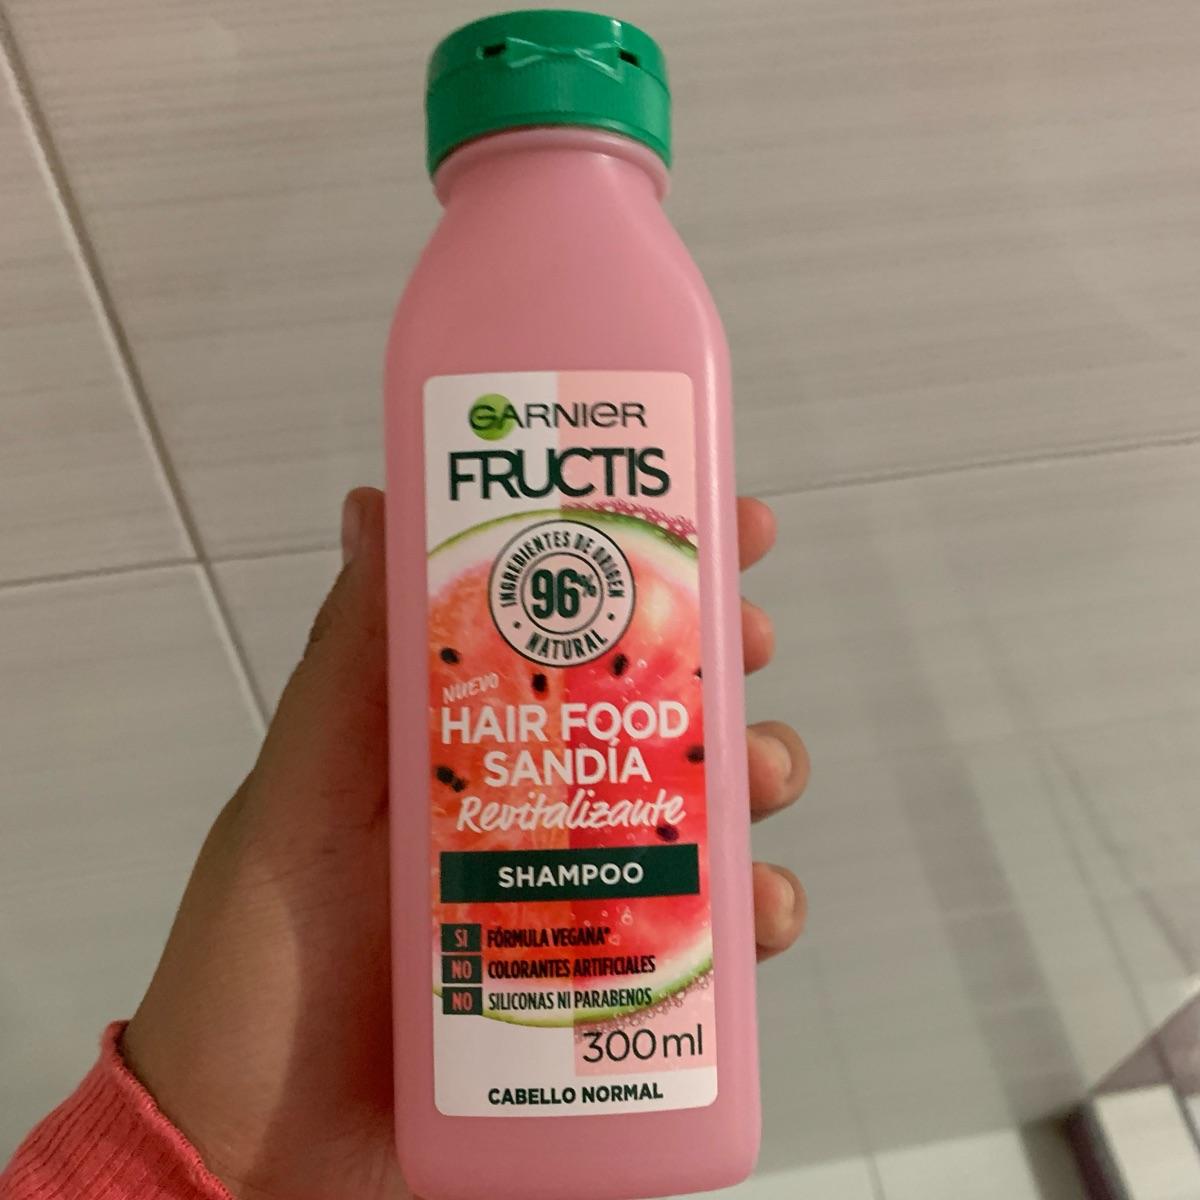 GARNIER
FRUCTIS
INGREDIENTES DE ORIGEN
96%
• NATURAL •
NUEVO
HAIR FOOD
SANDÍA
Revitalizante
SHAMPOO
SI FÓRMULA VEGANA*
NO COLORANTES ARTIFICIALES
NO SILICONAS NI PARABENOS
300ml
CABELLO NORMAL